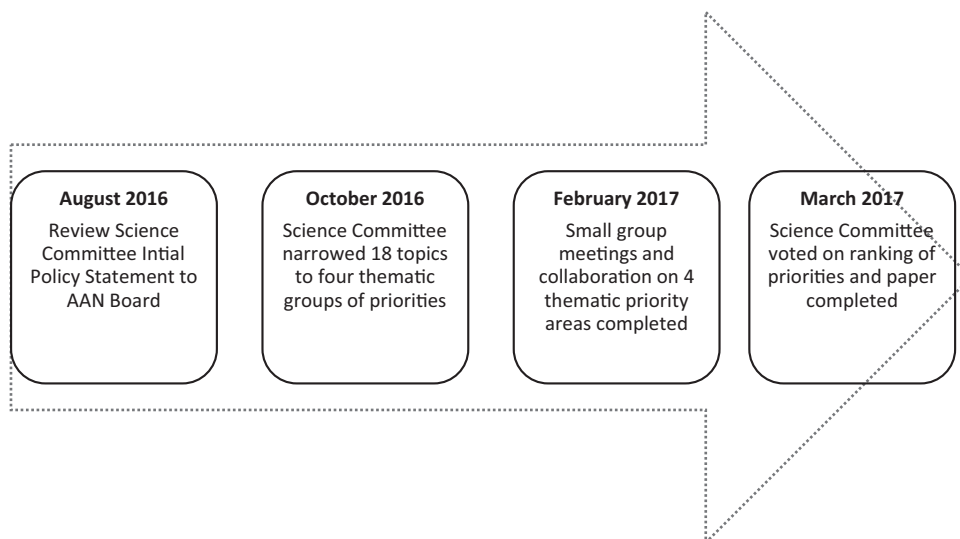 August 2016
Review Science
Committee Intial
Policy Statement to
AAN Board
October 2016
Science Committee
narrowed 18 topics
to four thematic
groups of priorities
February 2017
Small group
meetings and
collaboration on 4
thematic priority
areas completed
March 2017
Science Committee
voted on ranking of
priorities and paper
completed